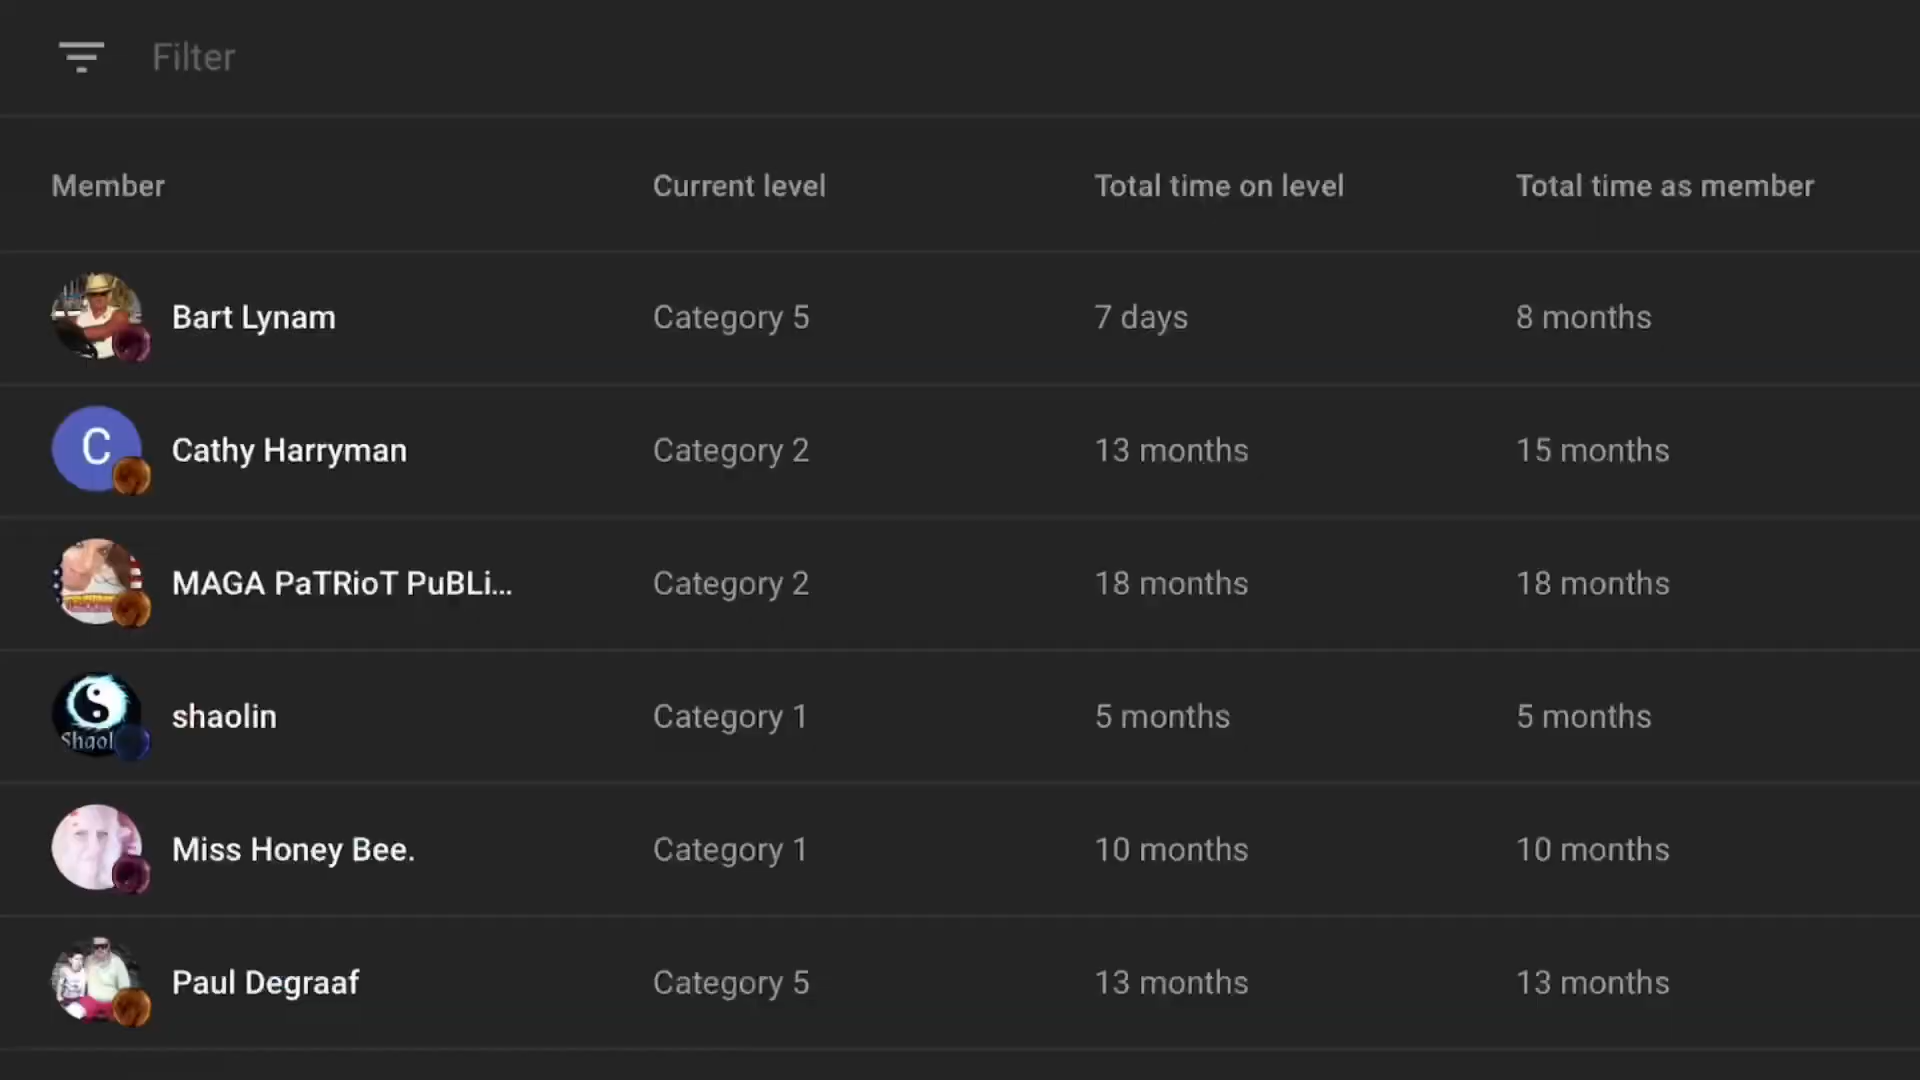 Filter
Member Current level Total time on level Total time as member
Bart Lynam Category 5 7 days 8 months
C
Cathy Harryman Category 2 13 months 15 months
MAGA PaTRioT PuBLi... Category 2 18 months 18 months
shaolin Category 1 5 months 5 months
Shaol
Miss Honey Bee. Category 1 10 months 10 months
Paul Degraaf Category 5 13 months 13 months